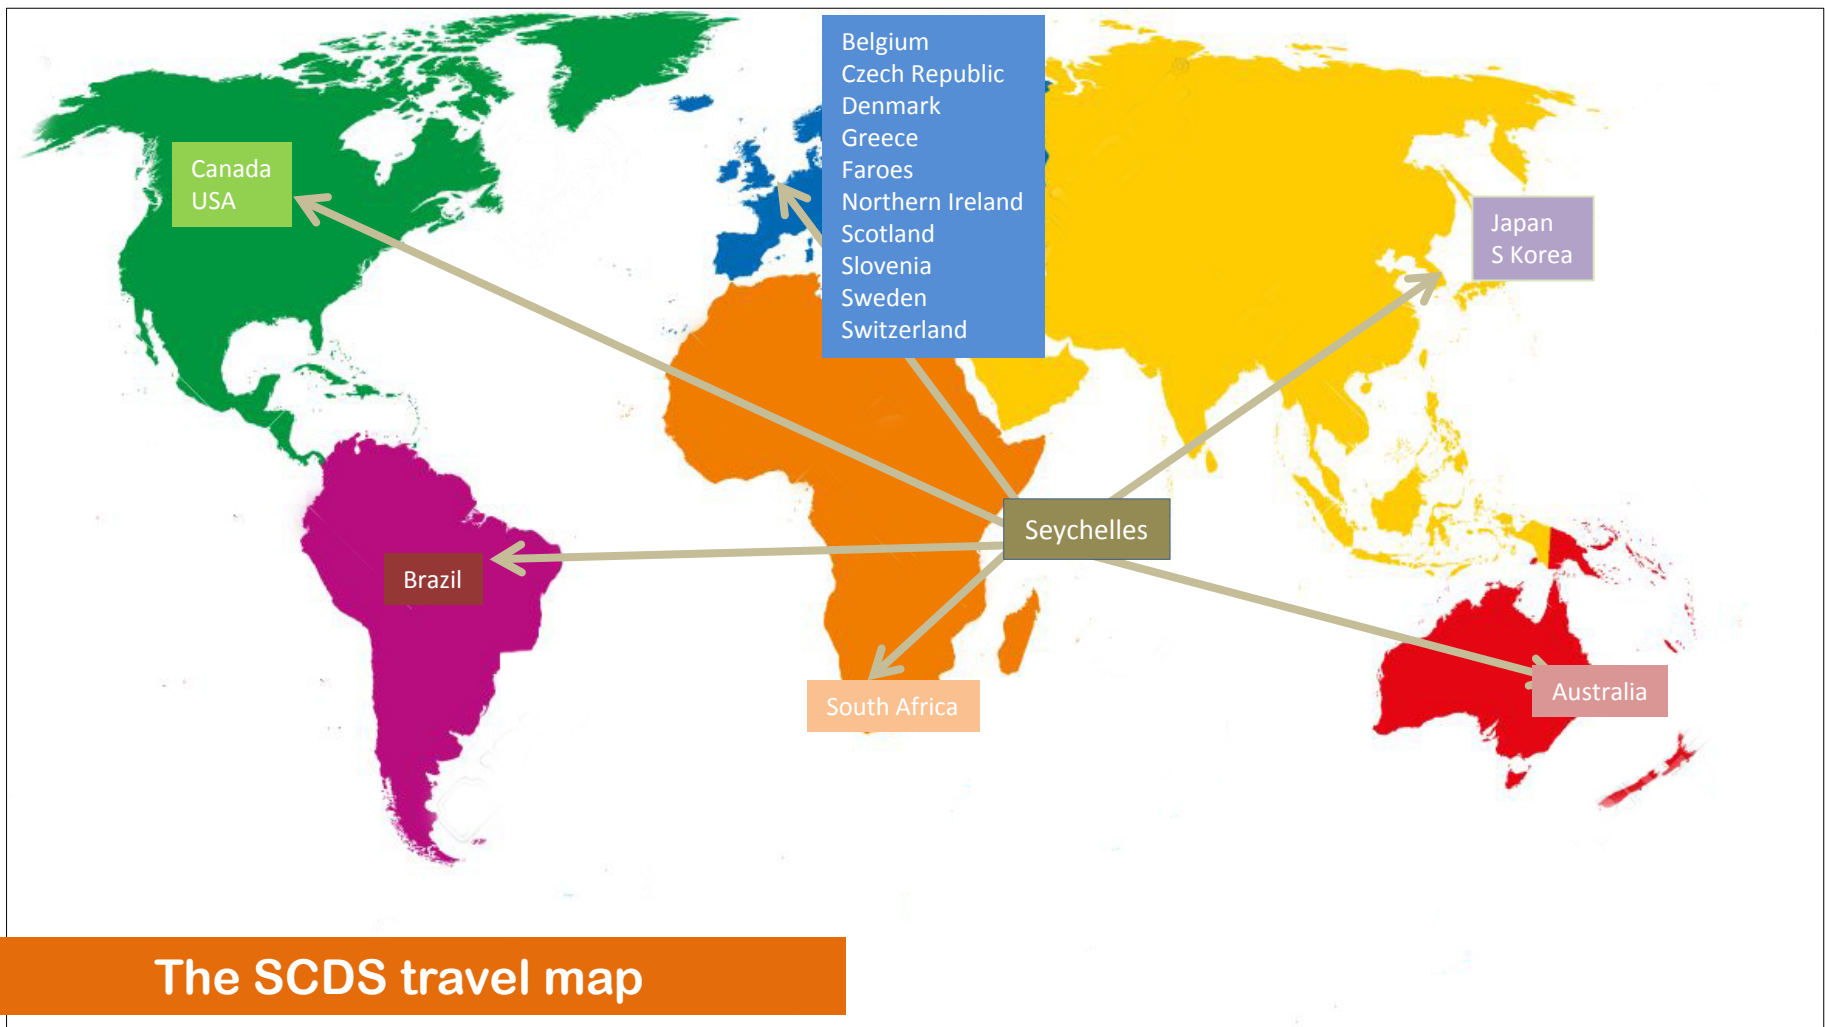 Belgium
Czech Republic
Denmark
Greece
Faroes
Northern Ireland
Scotland
Slovenia
Sweden
Switzerland
Canada
USA
Japan
S Korea
Seychelles
Brazil
South Africa
Australia
The SCDS travel map